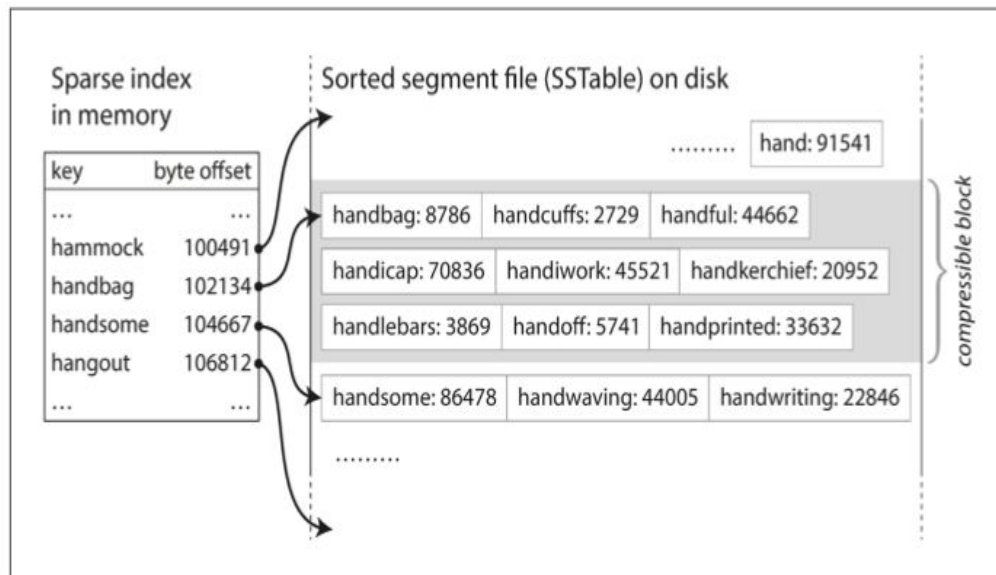 Sparse index
in memory
key byte offset
... ...
hammock 100491
handbag 102134
handsome 104667
hangout 106812
... ...
Sorted segment file (SSTable) on disk
......... hand: 91541
handbag: 8786 handcuffs: 2729 handful: 44662
handicap: 70836 handiwork: 45521 handkerchief: 20952
handlebars: 3869 handoff: 5741 handprinted: 33632
handsome: 86478 handwaving: 44005 handwriting: 22846
.........
compressible block